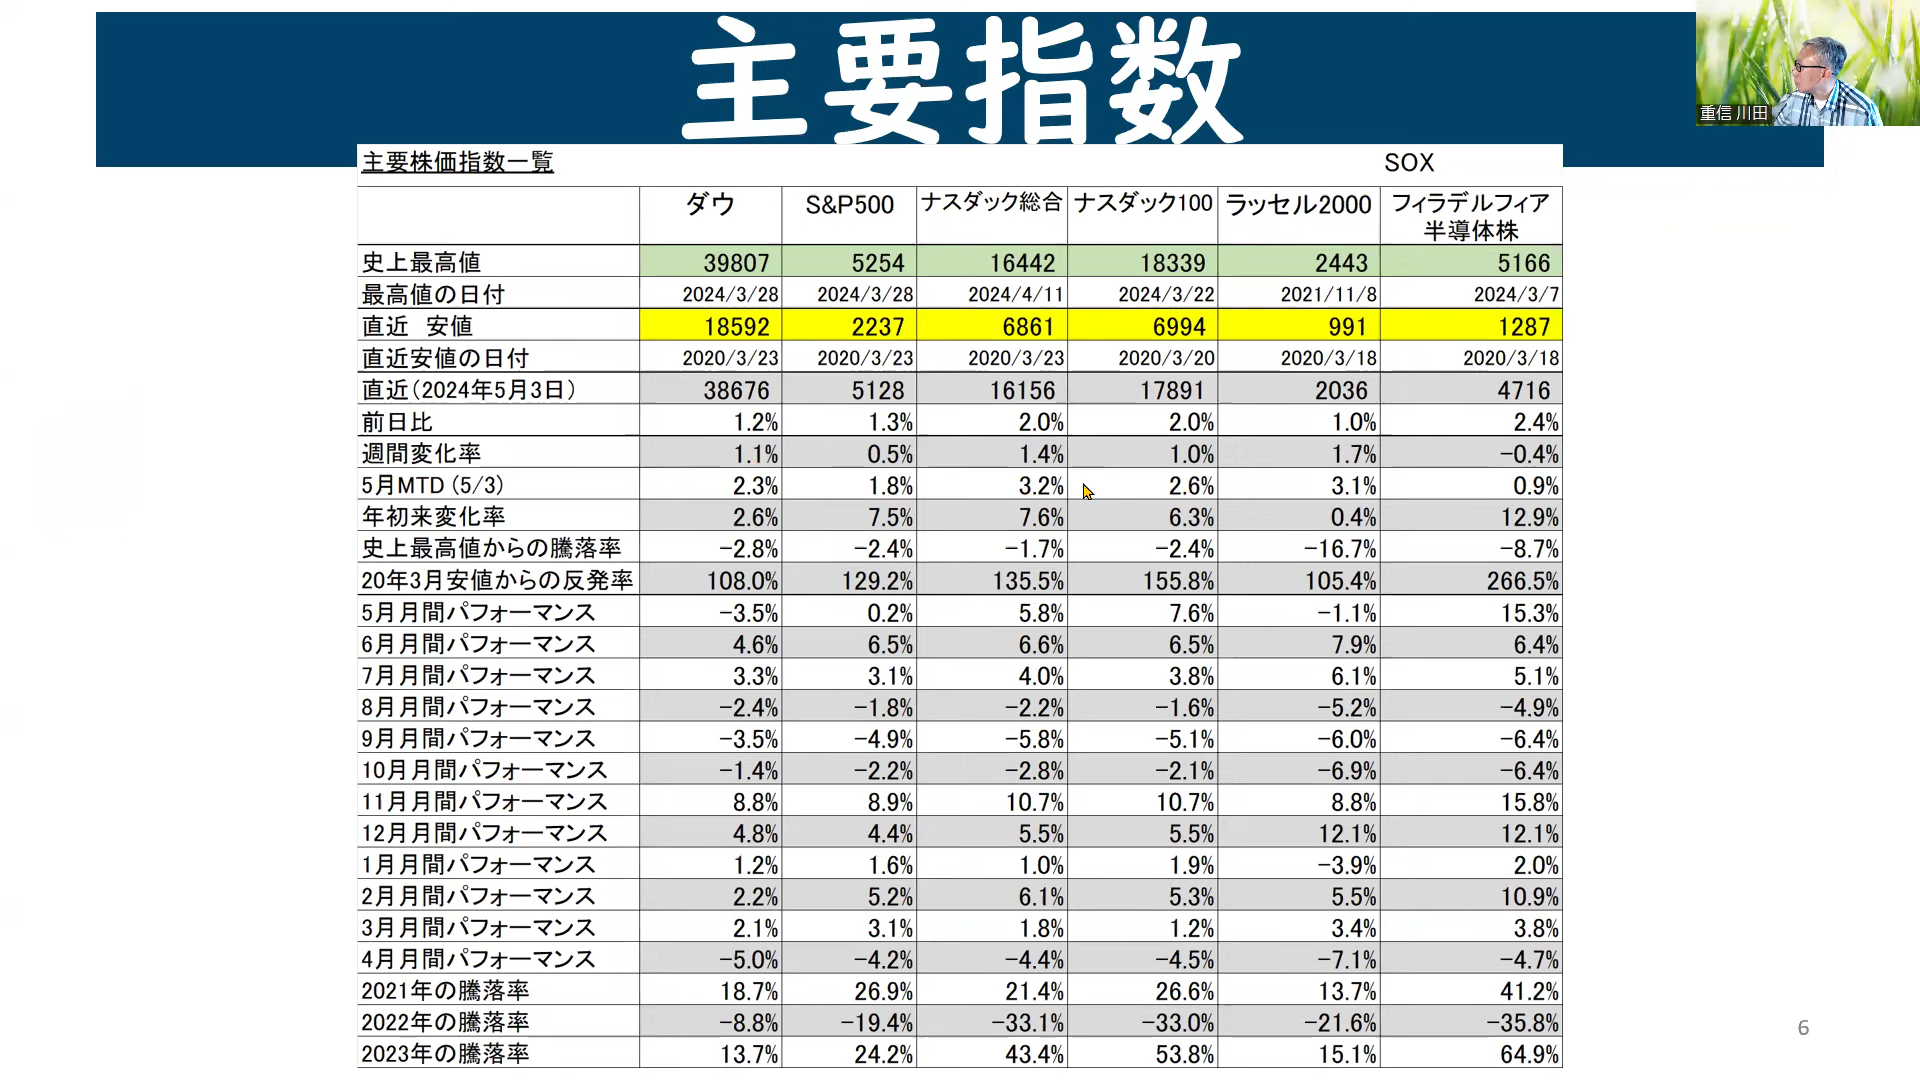 主要指数
重信 川田
主要株価指数一覧 SOX
ダウ S&P500 ナスダック総合 ナスダック100 ラッセル2000 フィラデルフィア
半導体株
史上最高値 39807 5254 16442 18339 2443 5166
最高値の日付 2024/3/28 2024/3/28 2024/4/11 2024/3/22 2021/11/8 2024/3/7
直近 安値 18592 2237 6861 6994 991 1287
直近安値の日付 2020/3/23 2020/3/23 2020/3/23 2020/3/20 2020/3/18 2020/3/18
直近(2024年5月3日) 38676 5128 16156 17891 2036 4716
前日比 1.2% 1.3% 2.0% 2.0% 1.0% 2.4%
週間変化率 1.1% 0.5% 1.4% 1.0% 1.7% −0.4%
5月MTD (5/3) 2.3% 1.8% 3.2% 2.6% 3.1% 0.9%
年初来変化率 2.6% 7.5% 7.6% 6.3% 0.4% 12.9%
史上最高値からの騰落率 −2.8% −2.4% −1.7% −2.4% −16.7% −8.7%
20年3月安値からの反発率 108.0% 129.2% 135.5% 155.8% 105.4% 266.5%
5月月間パフォーマンス −3.5% 0.2% 5.8% 7.6% −1.1% 15.3%
6月月間パフォーマンス 4.6% 6.5% 6.6% 6.5% 7.9% 6.4%
7月月間パフォーマンス 3.3% 3.1% 4.0% 3.8% 6.1% 5.1%
8月月間パフォーマンス −2.4% −1.8% −2.2% −1.6% −5.2% −4.9%
9月月間パフォーマンス −3.5% −4.9% −5.8% −5.1% −6.0% −6.4%
10月月間パフォーマンス −1.4% −2.2% −2.8% −2.1% −6.9% −6.4%
11月月間パフォーマンス 8.8% 8.9% 10.7% 10.7% 8.8% 15.8%
12月月間パフォーマンス 4.8% 4.4% 5.5% 5.5% 12.1% 12.1%
1月月間パフォーマンス 1.2% 1.6% 1.0% 1.9% −3.9% 2.0%
2月月間パフォーマンス 2.2% 5.2% 6.1% 5.3% 5.5% 10.9%
3月月間パフォーマンス 2.1% 3.1% 1.8% 1.2% 3.4% 3.8%
4月月間パフォーマンス −5.0% −4.2% −4.4% −4.5% −7.1% −4.7%
2021年の騰落率 18.7% 26.9% 21.4% 26.6% 13.7% 41.2%
2022年の騰落率 −8.8% −19.4% −33.1% −33.0% −21.6% −35.8%
2023年の騰落率 13.7% 24.2% 43.4% 53.8% 15.1% 64.9%
6